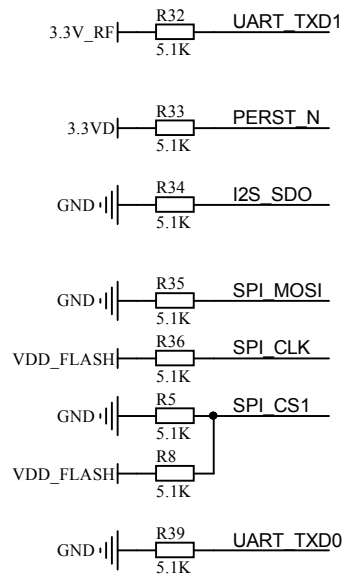 R32 UART_TXD1
3.3V_RF
5.1K
R33 PERST_N
3.3VD
5.1K
R34 I2S_SDO
GND
5.1K
R35 SPI_MOSI
GND
5.1K
R36 SPI_CLK
VDD_FLASH
5.1K
R5 SPI_CS1
GND
5.1K
R8
VDD_FLASH
5.1K
R39 UART_TXD0
GND
5.1K